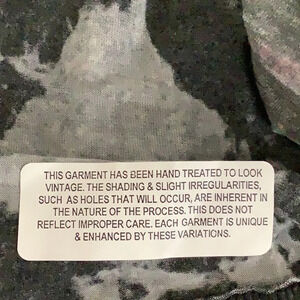 THIS GARMENT HAS BEEN HAND TREATED TO LOOK
VINTAGE. THE SHADING & SLIGHT IRREGULARITIES,
SUCH AS HOLES THAT WILL OCCUR, ARE INHERENT IN
THE NATURE OF THE PROCESS. THIS DOES NOT
REFLECT IMPROPER CARE. EACH GARMENT IS UNIQUE
& ENHANCED BY THESE VARIATIONS.